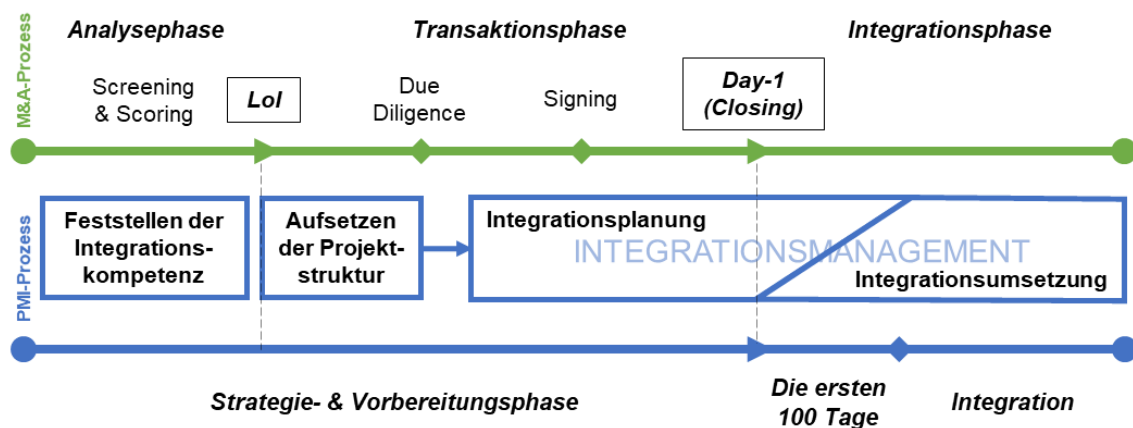 Analysephase
Transaktionsphase
Integrationsphase
M&A-Prozess
Screening
& Scoring
LoI
Due
Diligence
Signing
Day-1
(Closing)
PMI-Prozess
Feststellen der
Integrations-
kompetenz
Aufsetzen
der Projekt-
struktur
Integrationsplanung
INTEGRATIONSMANAGEMENT
Integrationsumsetzung
Strategie- & Vorbereitungsphase
Die ersten
100 Tage
Integration